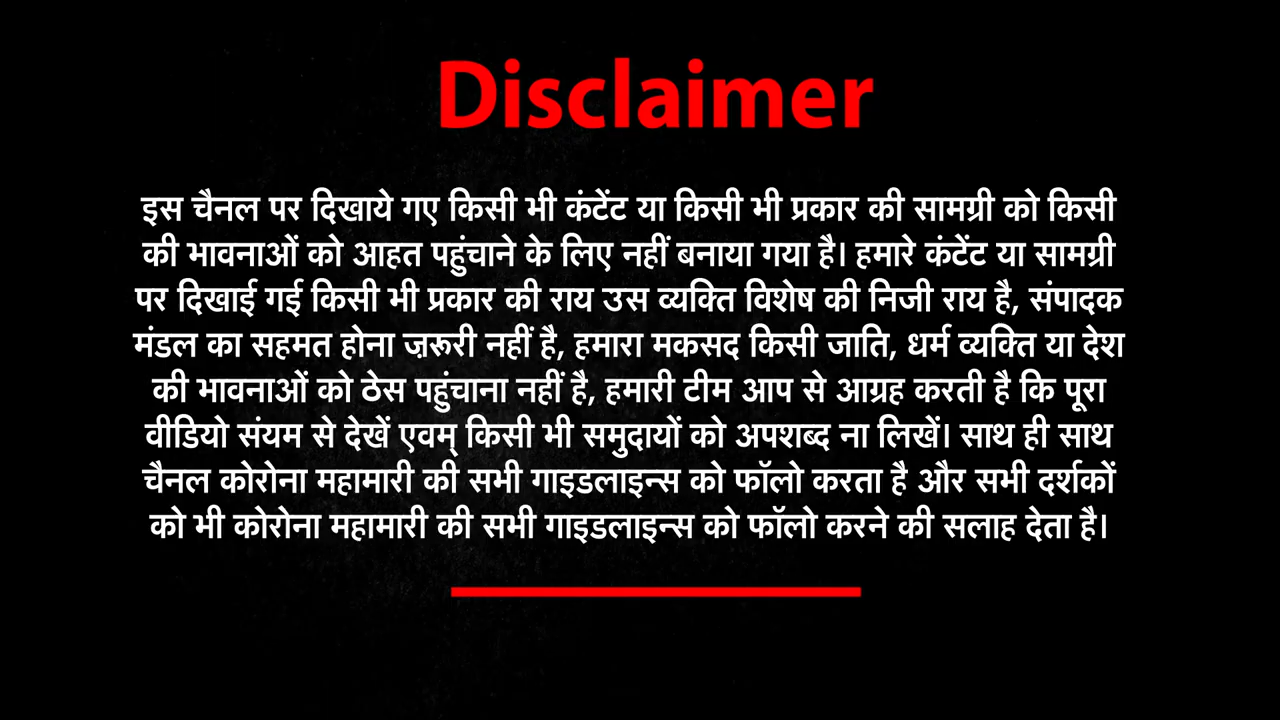 Disclaimer
इस चैनल पर दिखाये गए किसी भी कंटेंट या किसी भी प्रकार की सामग्री को किसी
की भावनाओं को आहत पहुंचाने के लिए नहीं बनाया गया है। हमारे कंटेंट या सामग्री
पर दिखाई गई किसी भी प्रकार की राय उस व्यक्ति विशेष की निजी राय है, संपादक
मंडल का सहमत होना ज़रूरी नहीं है, हमारा मकसद किसी जाति, धर्म व्यक्ति या देश
की भावनाओं को ठेस पहुंचाना नहीं है, हमारी टीम आप से आग्रह करती है कि पूरा
वीडियो संयम से देखें एवम् किसी भी समुदायों को अपशब्द ना लिखें। साथ ही साथ
चैनल कोरोना महामारी की सभी गाइडलाइन्स को फॉलो करता है और सभी दर्शकों
को भी कोरोना महामारी की सभी गाइडलाइन्स को फॉलो करने की सलाह देता है।